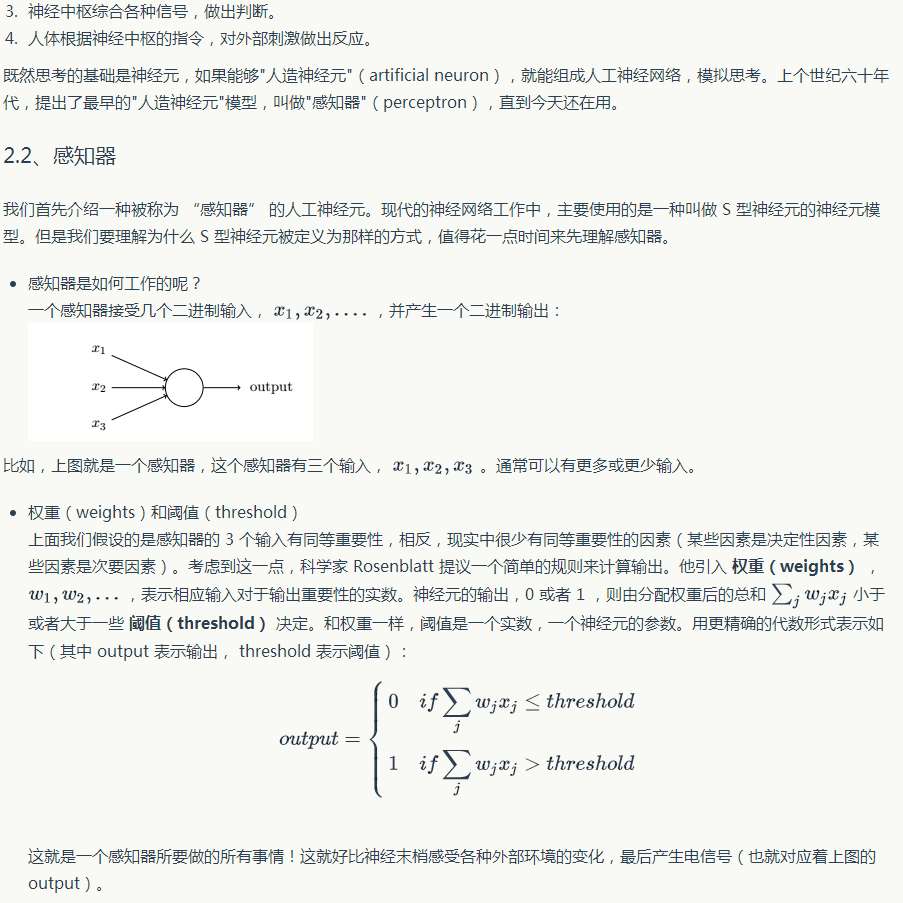 3. 神经中枢综合各种信号，做出判断。
4. 人体根据神经中枢的指令，对外部刺激做出反应。
既然思考的基础是神经元，如果能够"人造神经元"（artificial neuron），就能组成人工神经网络，模拟思考。上个世纪六十年
代，提出了最早的"人造神经元"模型，叫做"感知器"（perceptron），直到今天还在用。
2.2、感知器
我们首先介绍一种被称为 “感知器” 的人工神经元。现代的神经网络工作中，主要使用的是一种叫做 S 型神经元的神经元模
型。但是我们要理解为什么 S 型神经元被定义为那样的方式，值得花一点时间来先理解感知器。
• 感知器是如何工作的呢？
一个感知器接受几个二进制输入， x₁, x₂, .... ，并产生一个二进制输出：
x₁
x₂
output
x₃
比如，上图就是一个感知器，这个感知器有三个输入， x₁, x₂, x₃ 。通常可以有更多或更少输入。
• 权重（weights）和阈值（threshold）
上面我们假设的是感知器的 3 个输入有同等重要性，相反，现实中很少有同等重要性的因素（某些因素是决定性因素，某
些因素是次要因素）。考虑到这一点，科学家 Rosenblatt 提议一个简单的规则来计算输出。他引入 权重（weights），
w₁, w₂, ... ，表示相应输入对于输出重要性的实数。神经元的输出，0 或者 1 ，则由分配权重后的总和 ∑ⱼ wⱼxⱼ 小于
或者大于一些 阈值（threshold）决定。和权重一样，阈值是一个实数，一个神经元的参数。用更精确的代数形式表示如
下（其中 output 表示输出， threshold 表示阈值）：
output = { 0 if ∑ⱼ wⱼxⱼ ≤ threshold
1 if ∑ⱼ wⱼxⱼ > threshold
这就是一个感知器所要做的所有事情！这就好比神经末梢感受各种外部环境的变化，最后产生电信号（也就对应着上图的
output）。